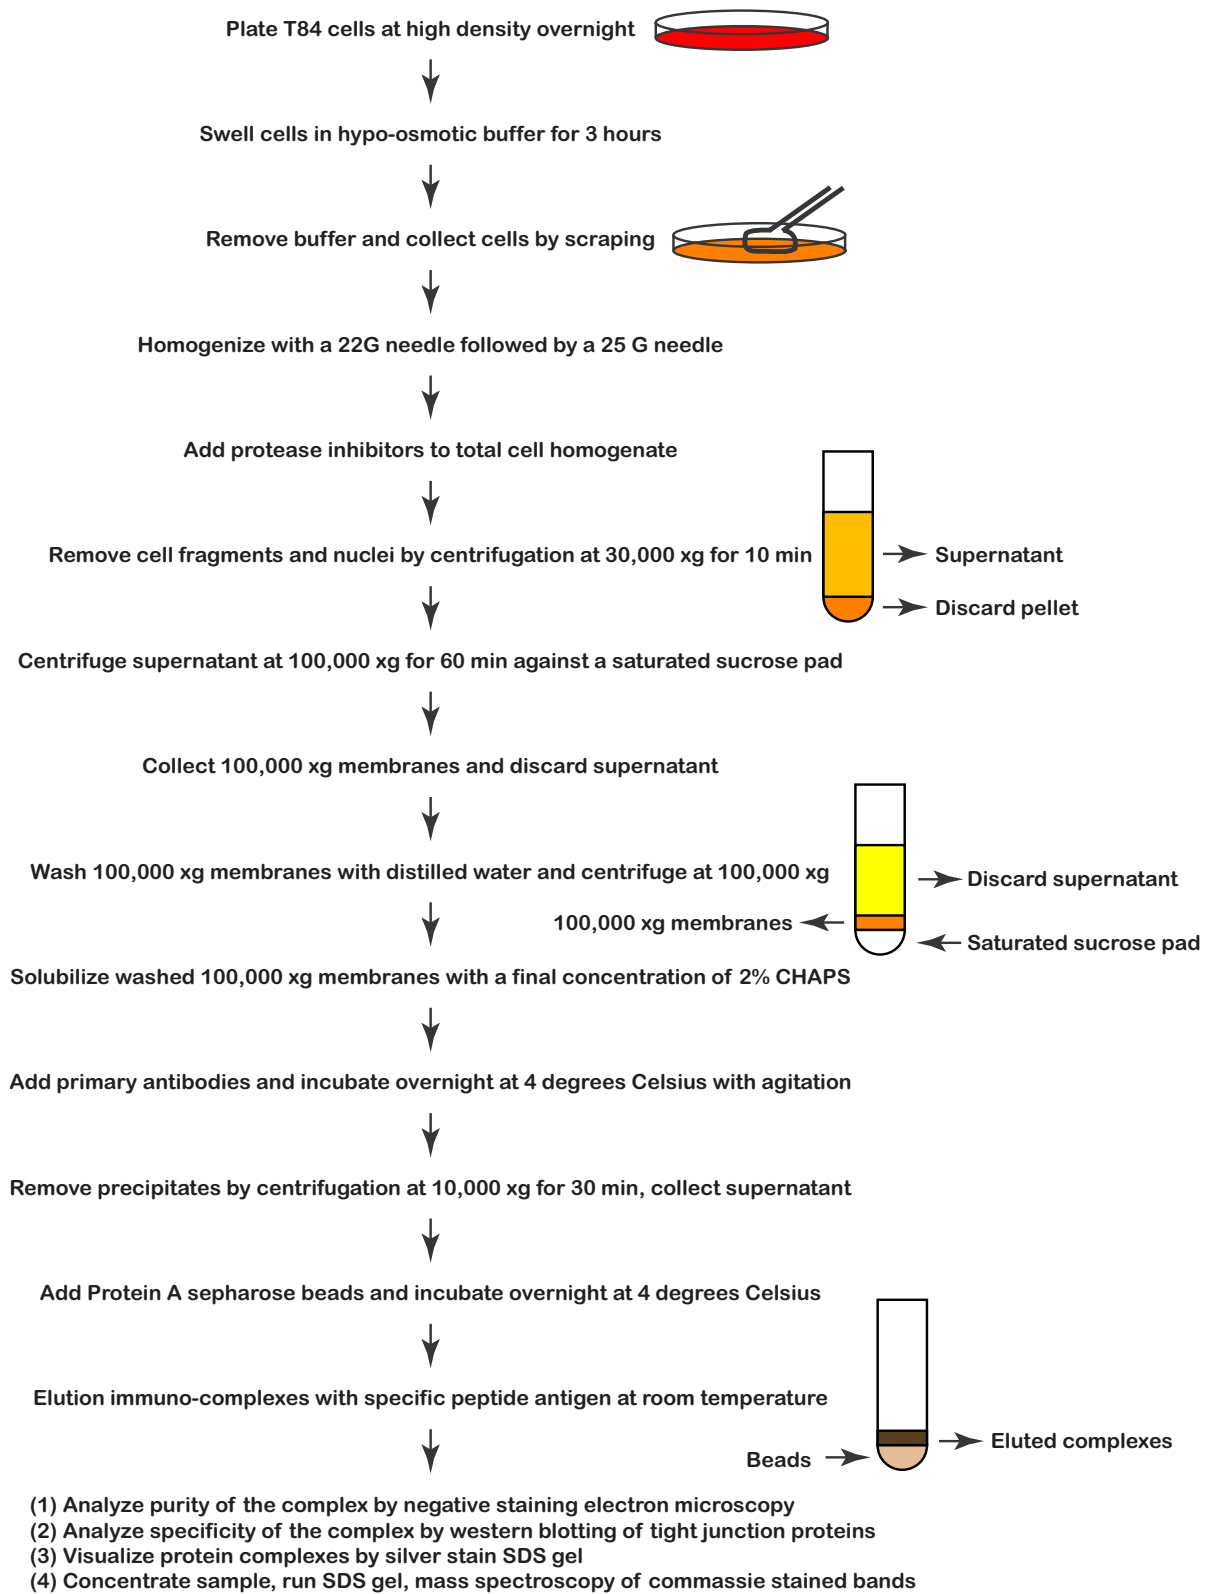 Plate T84 cells at high density overnight
Swell cells in hypo-osmotic buffer for 3 hours
Remove buffer and collect cells by scraping
Homogenize with a 22G needle followed by a 25 G needle
Add protease inhibitors to total cell homogenate
Remove cell fragments and nuclei by centrifugation at 30,000 xg for 10 min
Supernatant
Discard pellet
Centrifuge supernatant at 100,000 xg for 60 min against a saturated sucrose pad
Collect 100,000 xg membranes and discard supernatant
Wash 100,000 xg membranes with distilled water and centrifuge at 100,000 xg
Discard supernatant
100,000 xg membranes
Saturated sucrose pad
Solubilize washed 100,000 xg membranes with a final concentration of 2% CHAPS
Add primary antibodies and incubate overnight at 4 degrees Celsius with agitation
Remove precipitates by centrifugation at 10,000 xg for 30 min, collect supernatant
Add Protein A sepharose beads and incubate overnight at 4 degrees Celsius
Elution immuno-complexes with specific peptide antigen at room temperature
Eluted complexes
Beads
(1) Analyze purity of the complex by negative staining electron microscopy
(2) Analyze specificity of the complex by western blotting of tight junction proteins
(3) Visualize protein complexes by silver stain SDS gel
(4) Concentrate sample, run SDS gel, mass spectroscopy of commassie stained bands